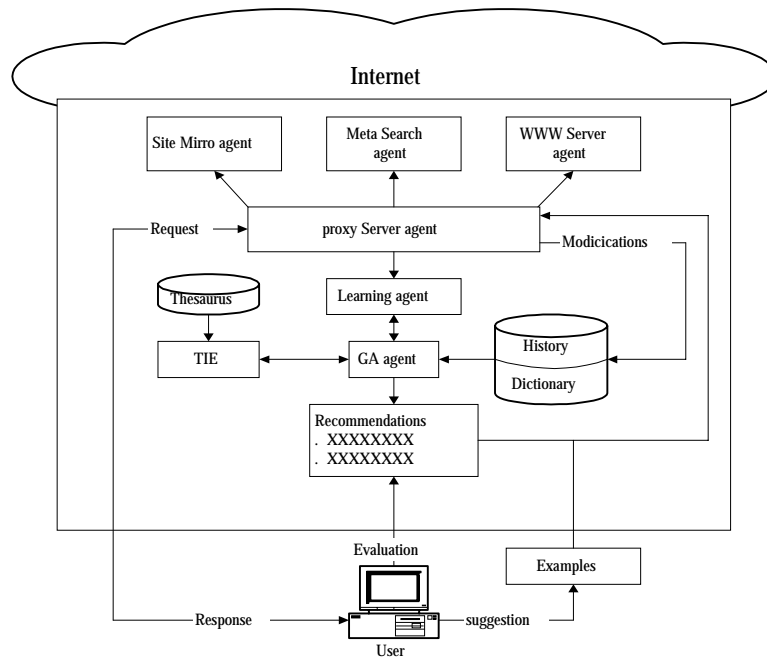 Internet
Site Mirro agent
Meta Search
agent
WWW Server
agent
Request
proxy Server agent
Modicications
Thesaurus
Learning agent
History
TIE
GA agent
Dictionary
Recommendations
. XXXXXXXX
. XXXXXXXX
Evaluation
Examples
Response
suggestion
User